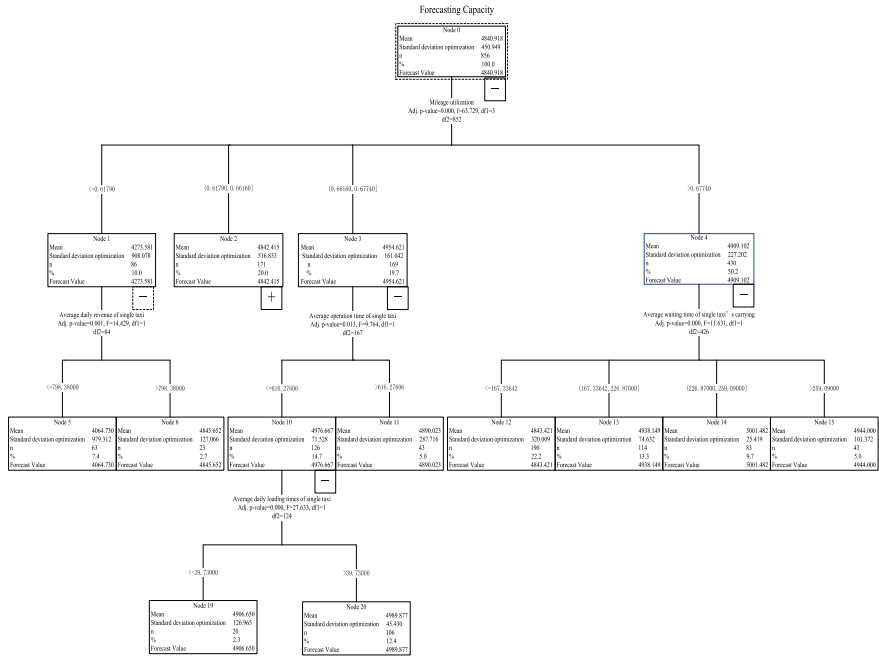 Forecasting Capacity
Node 0
Mean 4840.918
Standard deviation optimization 450.949
n 856
% 100.0
Forecast Value 4840.918
Mileage utilization
Adj. p-value=0.000, f=63.729, df1=3
df2=852
<=0.61790
(0.61790, 0.66160]
(0.66160, 0.67740]
>0.67740
Node 1
Mean 4273.581
Standard deviation optimization 908.078
n 86
% 10.0
Forecast Value 4273.581
Node 2
Mean 4842.415
Standard deviation optimization 516.833
n 171
% 20.0
Forecast Value 4842.415
Node 3
Mean 4954.621
Standard deviation optimization 161.042
n 169
% 19.7
Forecast Value 4954.621
Node 4
Mean 4909.102
Standard deviation optimization 227.202
n 430
% 50.2
Forecast Value 4909.102
Average daily revenue of single taxi
Adj. p-value=0.001, F=14.429, df1=1
df2=84
Average operation time of single taxi
Adj. p-value=0.013, F=9.764, df1=1
df2=167
Average waiting time of single taxi's carrying
Adj. p-value=0.000, F=11.631, df1=1
df2=426
<=798.38000
>798.38000
<=616.27606
>616.27606
<=167.33642
(167.33642, 226.87000]
(226.87000, 259.09000]
>259.09000
Node 5
Mean 4064.730
Standard deviation optimization 979.312
n 63
% 7.4
Forecast Value 4064.730
Node 6
Mean 4845.652
Standard deviation optimization 127.066
n 23
% 2.7
Forecast Value 4845.652
Node 10
Mean 4976.667
Standard deviation optimization 71.528
n 126
% 14.7
Forecast Value 4976.667
Node 11
Mean 4890.023
Standard deviation optimization 287.716
n 43
% 5.0
Forecast Value 4890.023
Node 12
Mean 4843.421
Standard deviation optimization 320.009
n 190
% 22.2
Forecast Value 4843.421
Node 13
Mean 4938.149
Standard deviation optimization 74.632
n 114
% 13.3
Forecast Value 4938.149
Node 14
Mean 5001.482
Standard deviation optimization 25.419
n 83
% 9.7
Forecast Value 5001.482
Node 15
Mean 4944.000
Standard deviation optimization 101.372
n 43
% 5.0
Forecast Value 4944.000
Average daily loading times of single taxi
Adj. p-value=0.000, F=27.633, df1=1
df2=124
<=39.73000
>39.73000
Node 19
Mean 4906.650
Standard deviation optimization 126.965
n 20
% 2.3
Forecast Value 4906.650
Node 20
Mean 4989.877
Standard deviation optimization 45.430
n 106
% 12.4
Forecast Value 4989.877